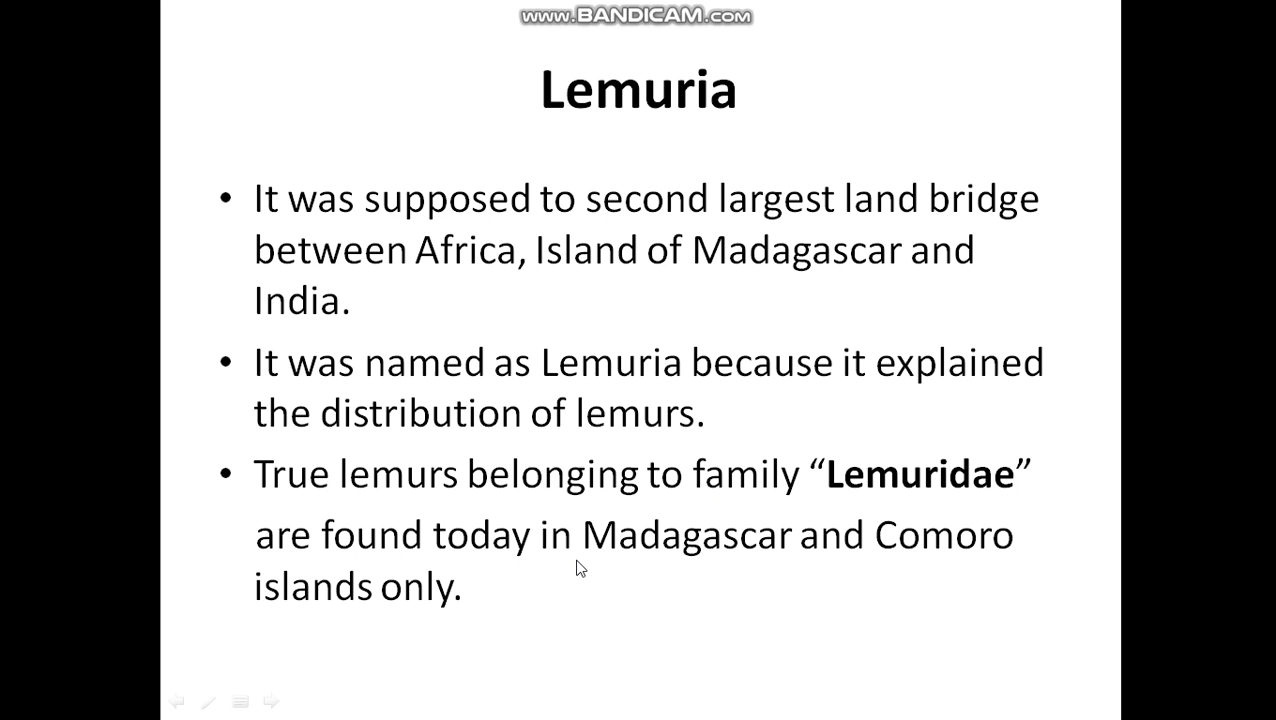 www.BANDICAM.com
Lemuria
• It was supposed to second largest land bridge
between Africa, Island of Madagascar and
India.
• It was named as Lemuria because it explained
the distribution of lemurs.
• True lemurs belonging to family “Lemuridae”
are found today in Madagascar and Comoro
islands only.